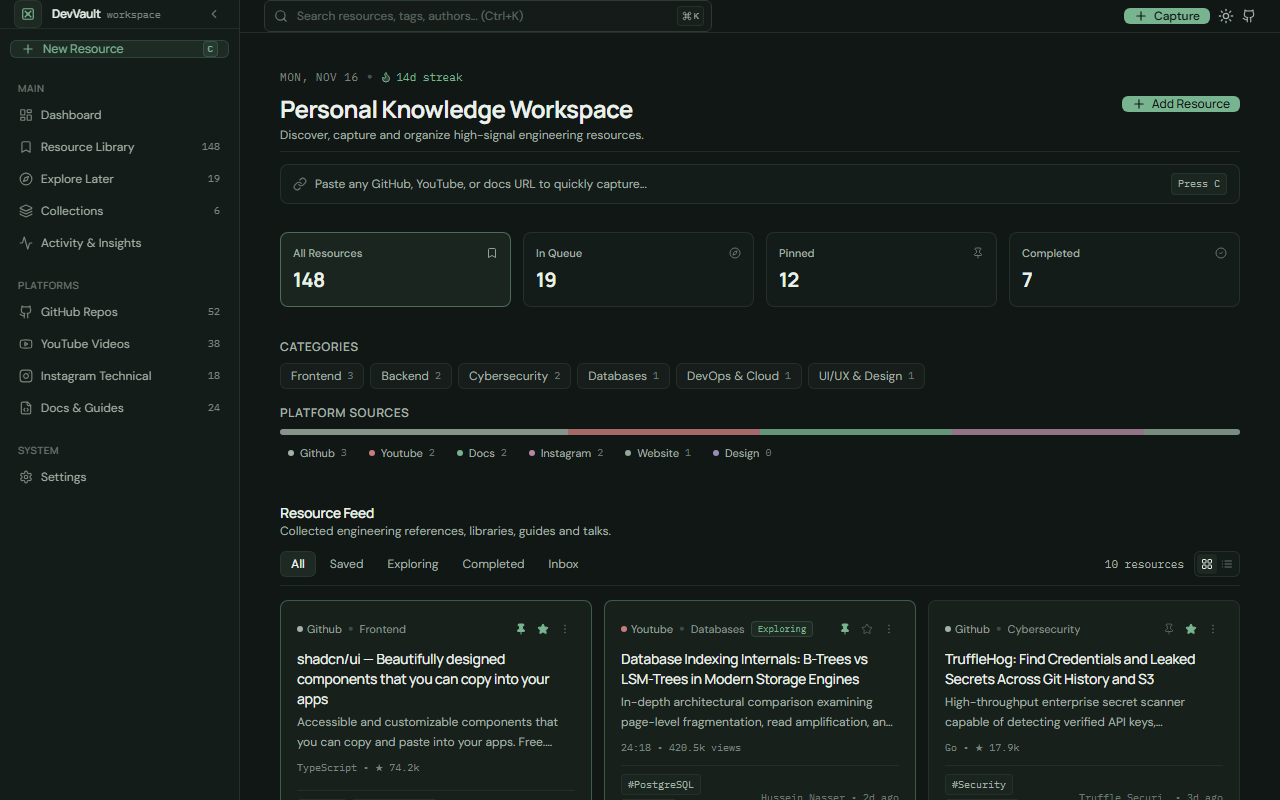 DevVault workspace
Search resources, tags, authors... (Ctrl+K)
⌘K
+ Capture
+ New Resource
C
MAIN
Dashboard
Resource Library 148
Explore Later 19
Collections 6
Activity & Insights
PLATFORMS
GitHub Repos 52
YouTube Videos 38
Instagram Technical 18
Docs & Guides 24
SYSTEM
Settings
MON, NOV 16 • 14d streak
Personal Knowledge Workspace
+ Add Resource
Discover, capture and organize high-signal engineering resources.
Paste any GitHub, YouTube, or docs URL to quickly capture...
Press C
All Resources
148
In Queue
19
Pinned
12
Completed
7
CATEGORIES
Frontend 3
Backend 2
Cybersecurity 2
Databases 1
DevOps & Cloud 1
UI/UX & Design 1
PLATFORM SOURCES
Github 3
Youtube 2
Docs 2
Instagram 2
Website 1
Design 0
Resource Feed
Collected engineering references, libraries, guides and talks.
All
Saved
Exploring
Completed
Inbox
10 resources
Github • Frontend
shadcn/ui — Beautifully designed
components that you can copy into your
apps
Accessible and customizable components that
you can copy and paste into your apps. Free....
TypeScript • ★ 74.2k
Youtube • Databases Exploring
Database Indexing Internals: B-Trees vs
LSM-Trees in Modern Storage Engines
In-depth architectural comparison examining
page-level fragmentation, read amplification, an...
24:18 • 420.5k views
#PostgreSQL
Hussein Nasser • 2d ago
Github • Cybersecurity
TruffleHog: Find Credentials and Leaked
Secrets Across Git History and S3
High-throughput enterprise secret scanner
capable of detecting verified API keys,...
Go • ★ 17.9k
#Security
Truffle Securi… • 3d ago